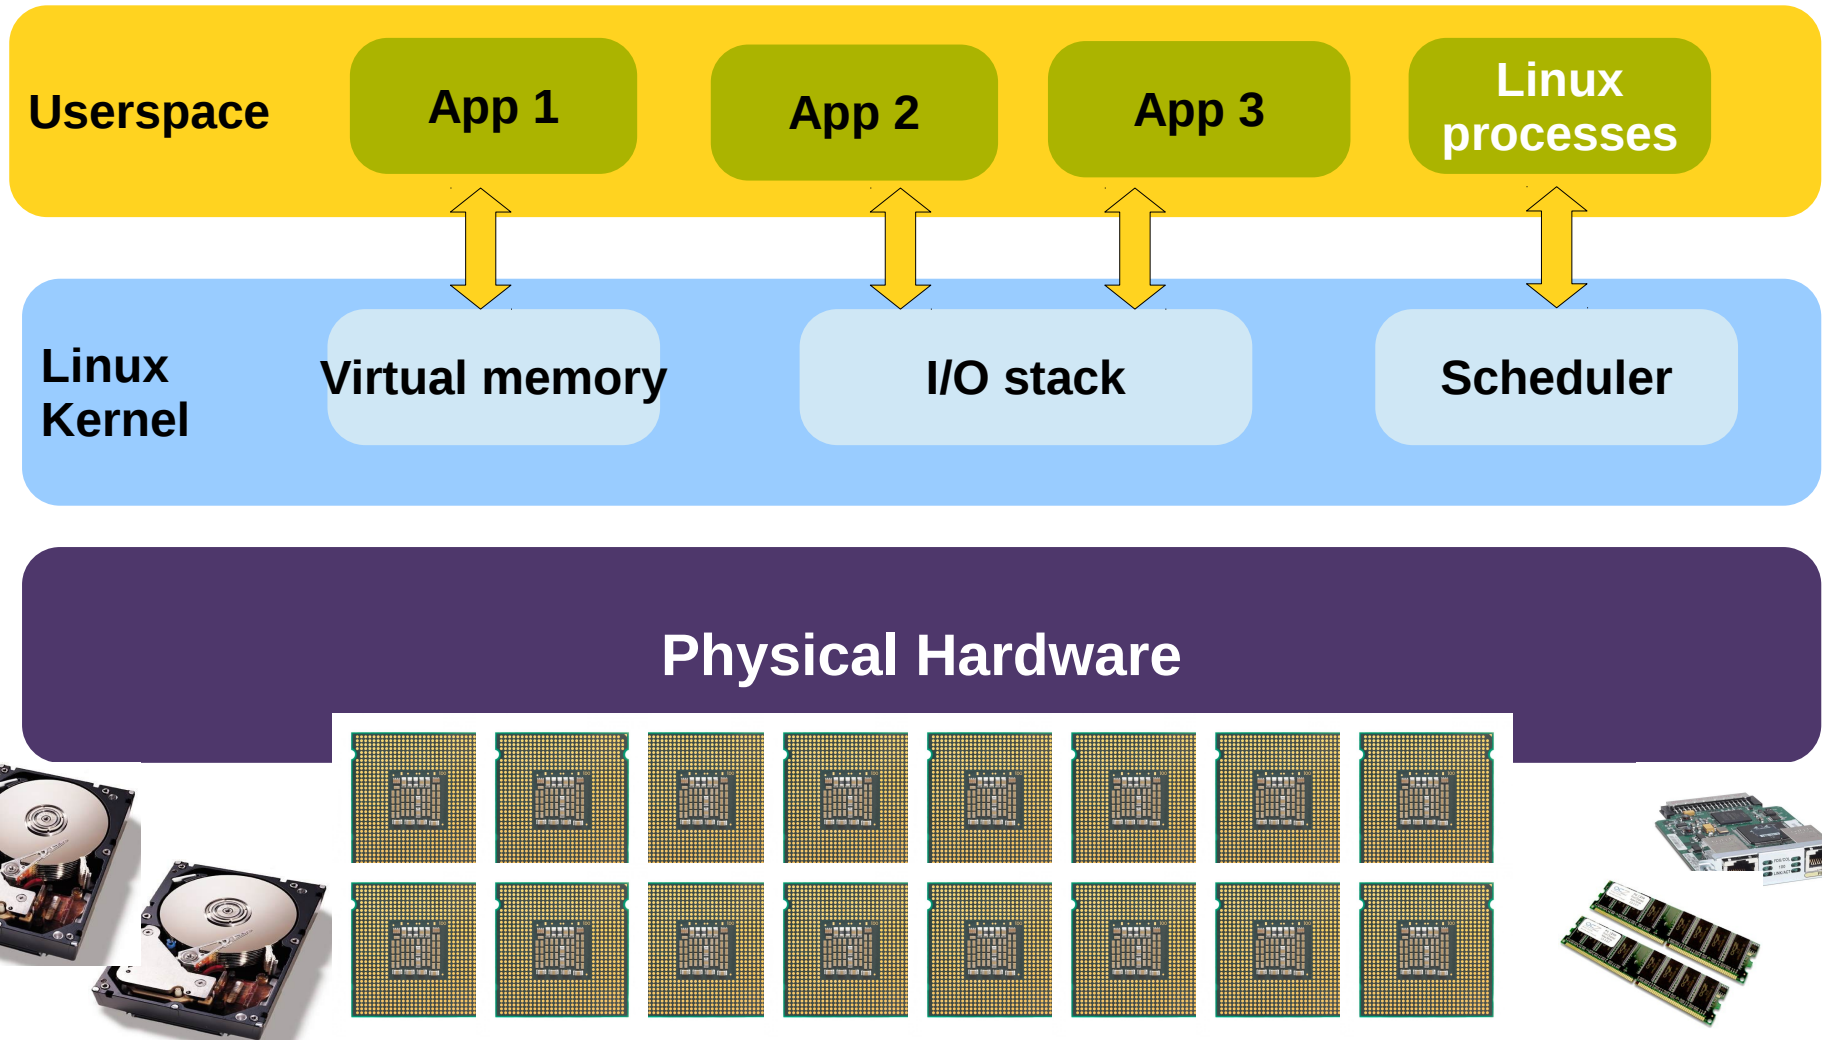 Userspace
App 1
App 2
App 3
Linux
processes
Linux
Kernel
Virtual memory
I/O stack
Scheduler
Physical Hardware